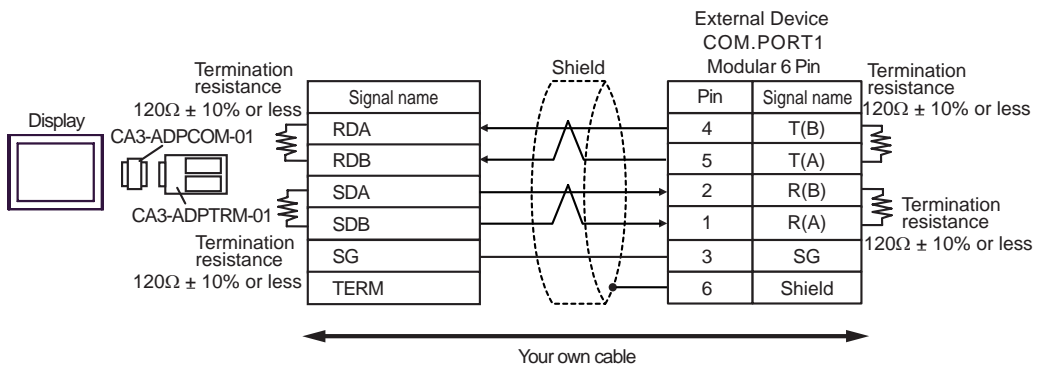 External Device
COM.PORT1
Modular 6 Pin
Termination
resistance
120Ω ± 10% or less
Shield
Termination
resistance
120Ω ± 10% or less
Display
CA3-ADPCOM-01
CA3-ADPTRM-01
Signal name
Pin
Signal name
RDA
4
T(B)
RDB
5
T(A)
SDA
2
R(B)
SDB
1
R(A)
SG
3
SG
TERM
6
Shield
Termination
resistance
120Ω ± 10% or less
Termination
resistance
120Ω ± 10% or less
Your own cable